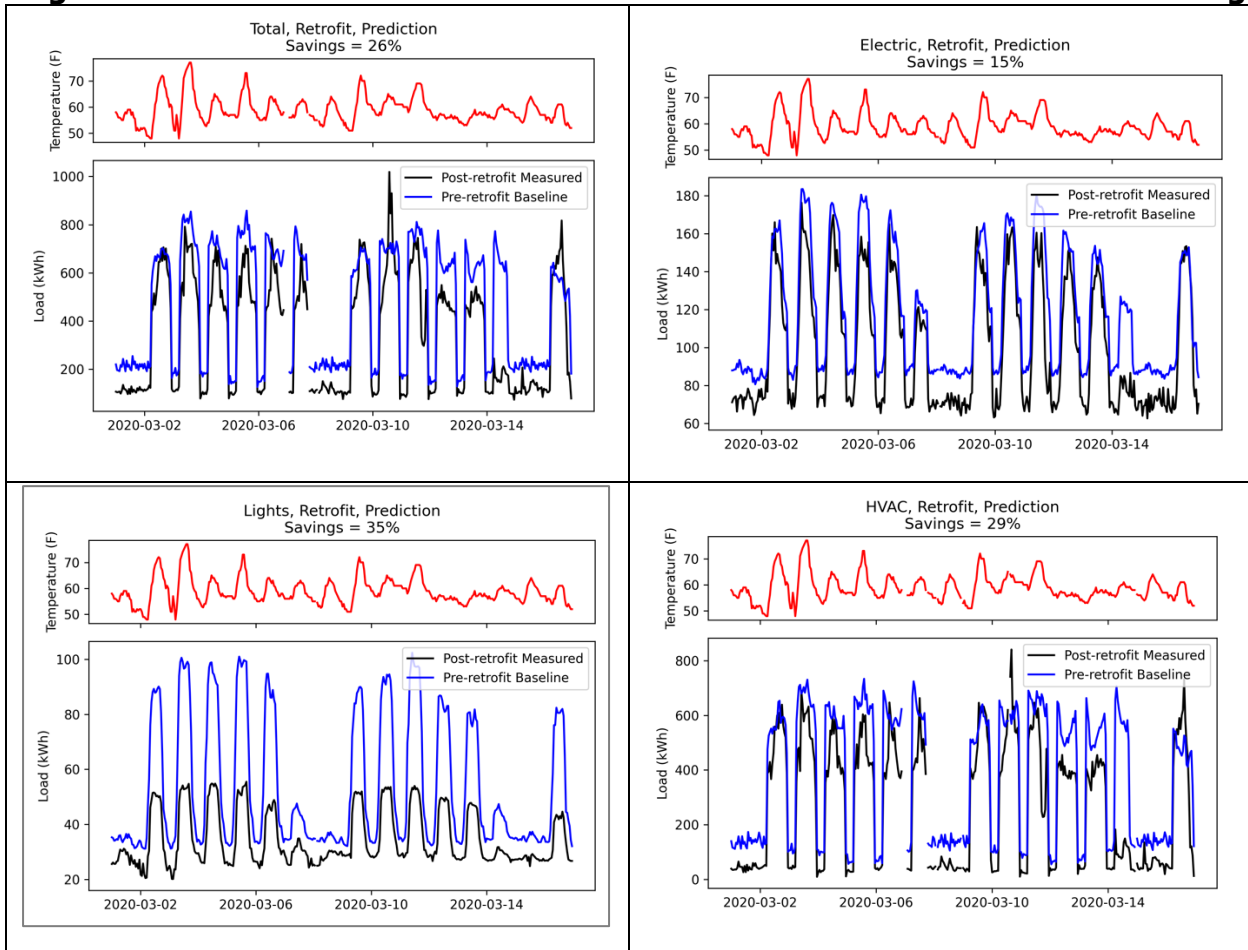 Total, Retrofit, Prediction
Savings = 26%
Temperature (F)
70
60
50
Load (kWh)
1000
800
600
400
200
Post-retrofit Measured
Pre-retrofit Baseline
2020-03-02 2020-03-06 2020-03-10 2020-03-14
Electric, Retrofit, Prediction
Savings = 15%
Temperature (F)
70
60
50
Load (kWh)
180
160
140
120
100
80
60
Post-retrofit Measured
Pre-retrofit Baseline
2020-03-02 2020-03-06 2020-03-10 2020-03-14
Lights, Retrofit, Prediction
Savings = 35%
Temperature (F)
70
60
50
Load (kWh)
100
80
60
40
20
Post-retrofit Measured
Pre-retrofit Baseline
2020-03-02 2020-03-06 2020-03-10 2020-03-14
HVAC, Retrofit, Prediction
Savings = 29%
Temperature (F)
70
60
50
Load (kWh)
800
600
400
200
0
Post-retrofit Measured
Pre-retrofit Baseline
2020-03-02 2020-03-06 2020-03-10 2020-03-14